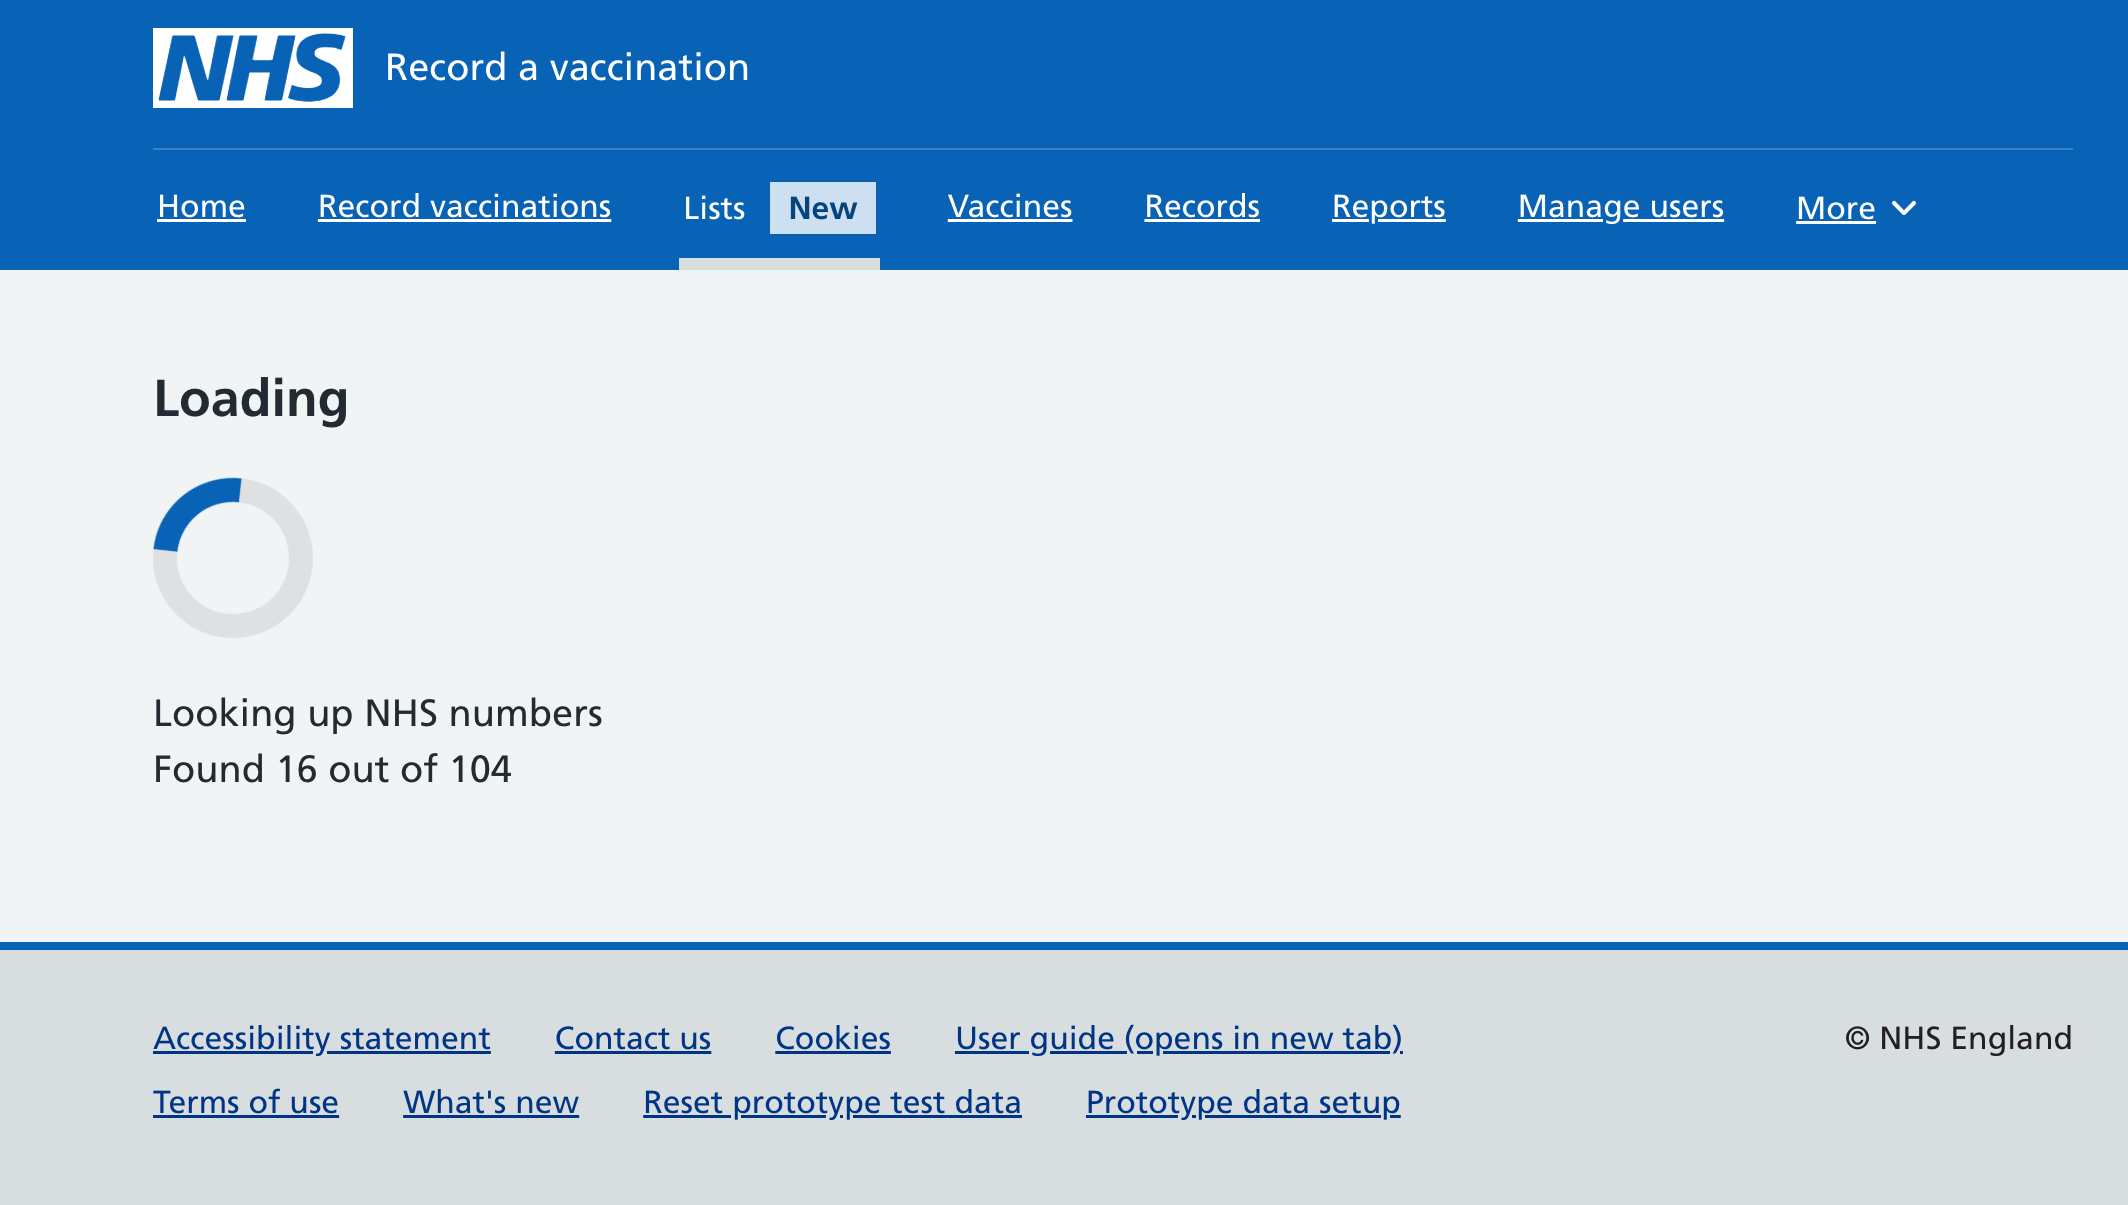 NHS Record a vaccination
Home Record vaccinations Lists New Vaccines Records Reports Manage users More
Loading
Looking up NHS numbers
Found 16 out of 104
Accessibility statement Contact us Cookies User guide (opens in new tab) © NHS England
Terms of use What's new Reset prototype test data Prototype data setup